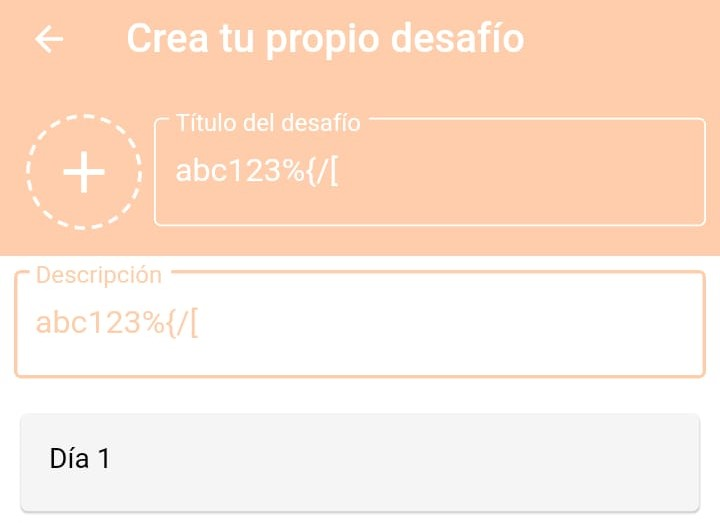 Crea tu propio desafío
Título del desafío
abc123%{/[
Descripción
abc123%{/[
Día 1